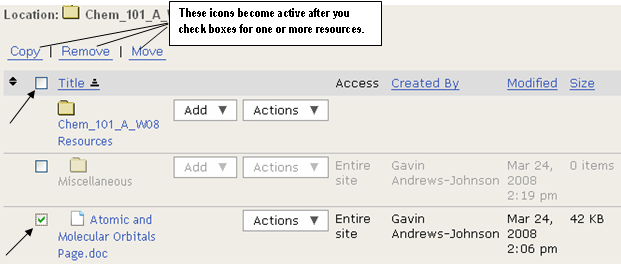 Location: Chem_101_A_W
These icons become active after you
check boxes for one or more resources.
Copy | Remove | Move
Title Access Created By Modified Size
Chem_101_A_W08
Resources
Add ▼ Actions ▼
Miscellaneous
Add ▼ Actions ▼
Entire
site
Gavin
Andrews-Johnson
Mar 24,
2008
2:19 pm
0 items
Atomic and
Molecular Orbitals
Page.doc
Actions ▼
Entire
site
Gavin
Andrews-Johnson
Mar 24,
2008
2:06 pm
42 KB